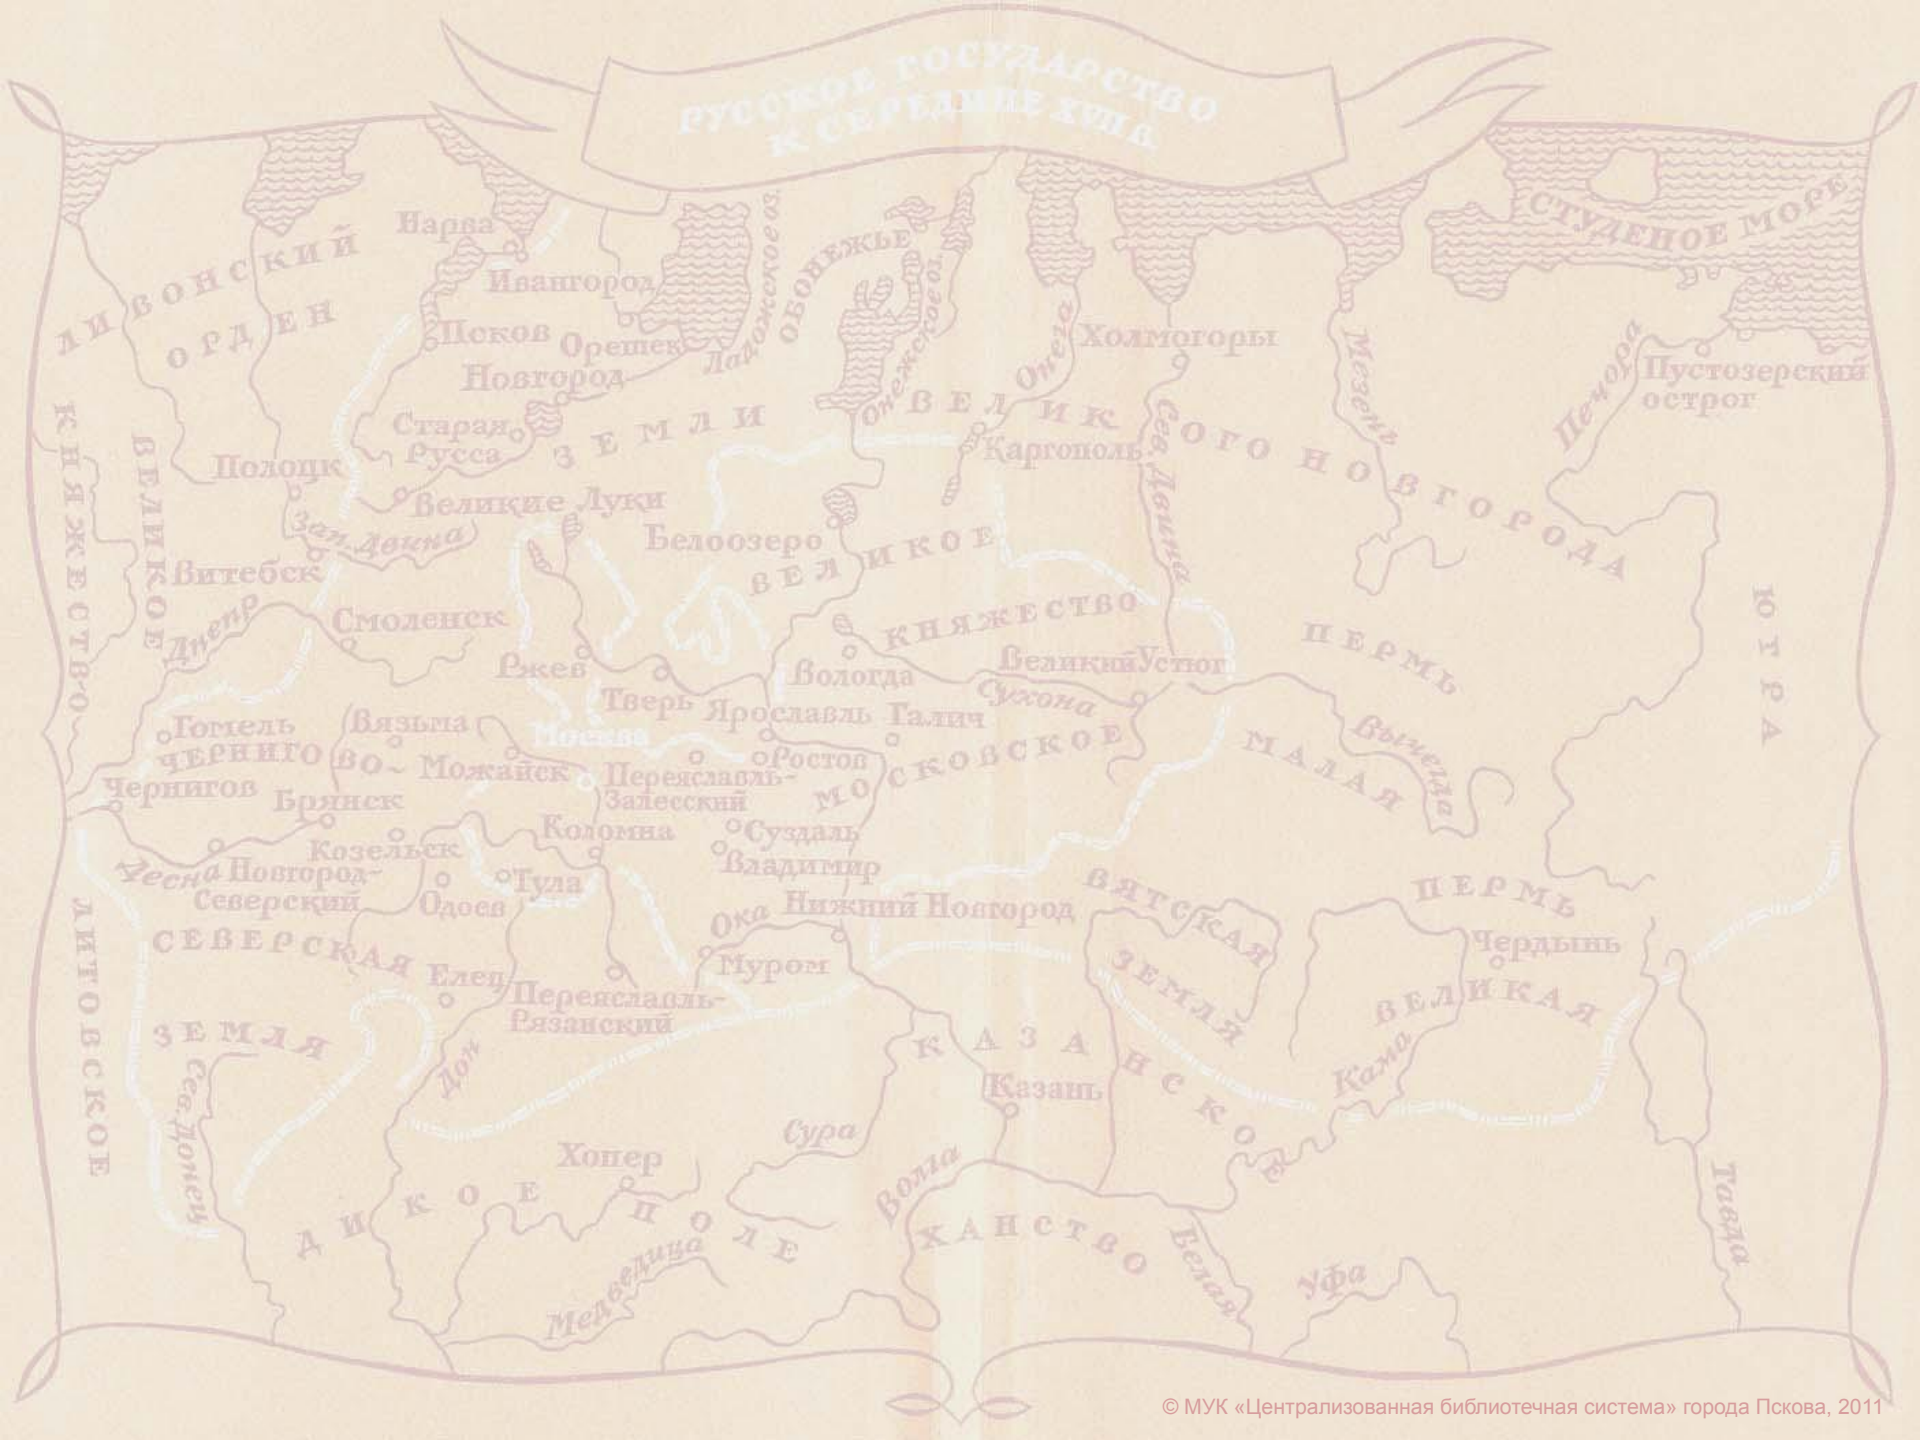 РУССКОЕ ГОСУДАРСТВО
К СЕРЕДИНЕ XVII В.
СТУДЕНОЕ МОРЕ
ЛИВОНСКИЙ
ОРДЕН
Нарва
Ивангород
Псков
Орешек
Новгород
Ладожское оз.
ОБОНЕЖЬЕ
Онежское оз.
Онега
Холмогоры
Мезень
Печора
Пустозерский
острог
Старая
Русса
ЗЕМЛИ
ВЕЛИКОГО НОВГОРОДА
Каргополь
Сев. Двина
КНЯЖЕСТВО
ВЕЛИКОЕ
Полоцк
Великие Луки
Зап. Двина
Белоозеро
ВЕЛИКОЕ
Витебск
Днепр
Смоленск
КНЯЖЕСТВО
ПЕРМЬ
ЮГРА
Ржев
Тверь
Вологда
Великий Устюг
Сухона
Ярославль
Галич
Гомель
Вязьма
Москва
Вычегда
ЧЕРНИГОВО-
Можайск
Переяславль-
Залесский
Ростов
МОСКОВСКОЕ
МАЛАЯ
Чернигов
Брянск
Коломна
Суздаль
Владимир
Козельск
Десна
Новгород-
Северский
Одоев
Тула
Ока
Нижний Новгород
ВЯТСКАЯ
ЗЕМЛЯ
ПЕРМЬ
Чердынь
ВЕЛИКАЯ
ЛИТОВСКОЕ
СЕВЕРСКАЯ
Елец
Муром
Переяславль-
Рязанский
ЗЕМЛЯ
Дон
КАЗАНСКОЕ
Казань
Кама
Сев. Донец
Сура
Хопер
Волга
ДИКОЕ ПОЛЕ
ХАНСТВО
Тавда
Медведица
Белая
Уфа
© МУК «Централизованная библиотечная система» города Пскова, 2011